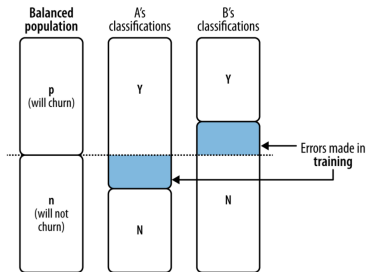 Balanced
population
A's
classifications
B's
classifications
p
(will churn)
Y
Y
Errors made in
training
n
(will not
churn)
N
N